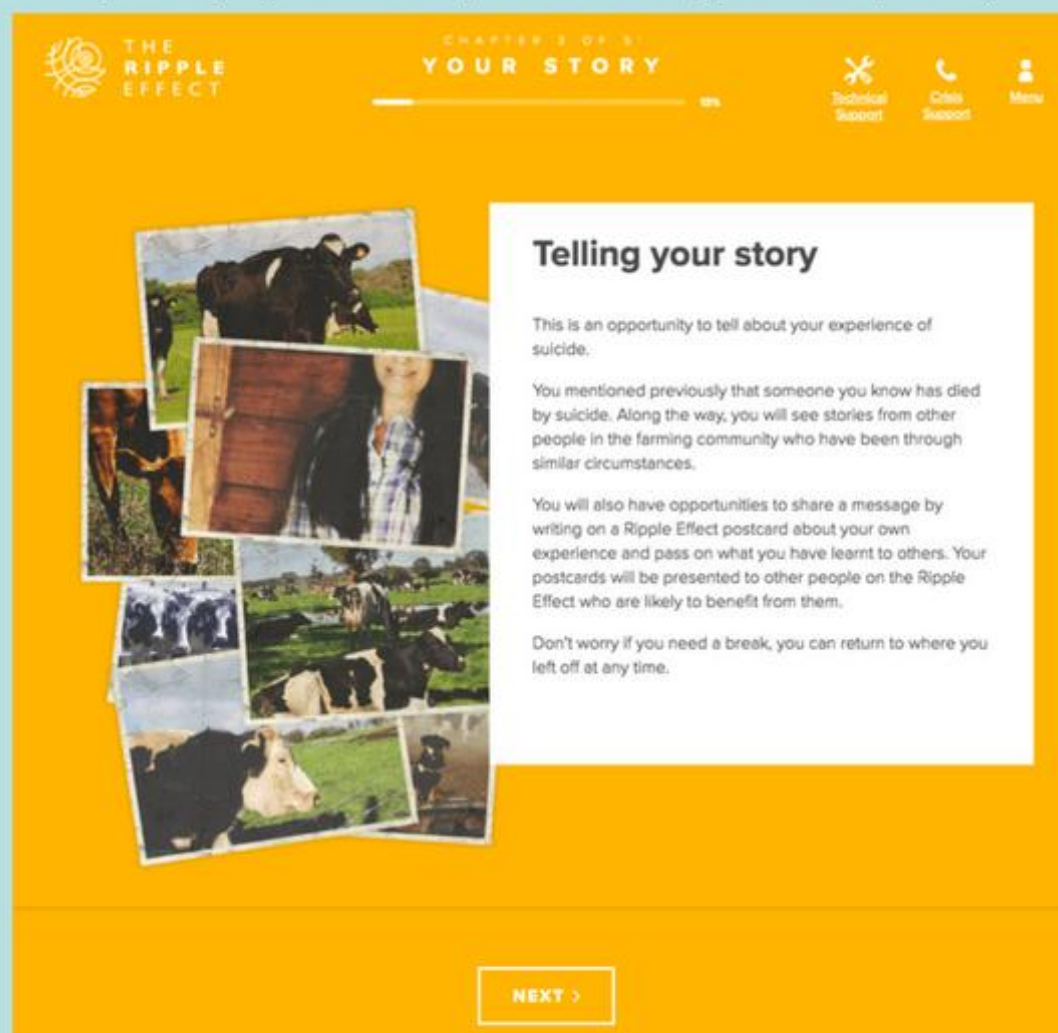 THE
RIPPLE
EFFECT
CHAPTER 2 OF 5:
YOUR STORY
Technical
Support
Crisis
Support
Menu
Telling your story
This is an opportunity to tell about your experience of
suicide.
You mentioned previously that someone you know has died
by suicide. Along the way, you will see stories from other
people in the farming community who have been through
similar circumstances.
You will also have opportunities to share a message by
writing on a Ripple Effect postcard about your own
experience and pass on what you have learnt to others. Your
postcards will be presented to other people on the Ripple
Effect who are likely to benefit from them.
Don't worry if you need a break, you can return to where you
left off at any time.
NEXT >